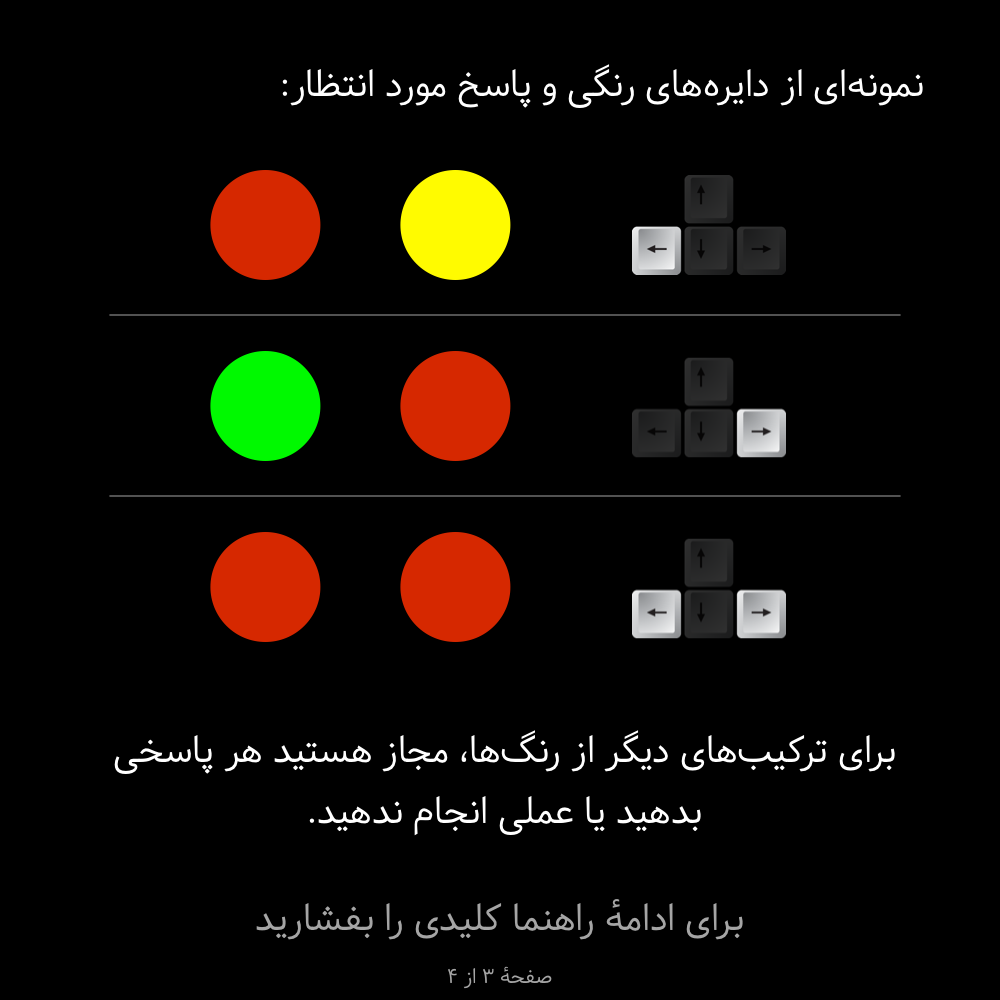 نمونه‌ای از دایره‌های رنگی و پاسخ مورد انتظار:
↑
← ↓ →
↑
← ↓ →
↑
← ↓ →
برای ترکیب‌های دیگر از رنگ‌ها، مجاز هستید هر پاسخی
بدهید یا عملی انجام ندهید.
برای ادامهٔ راهنما کلیدی را بفشارید
صفحهٔ ۳ از ۴